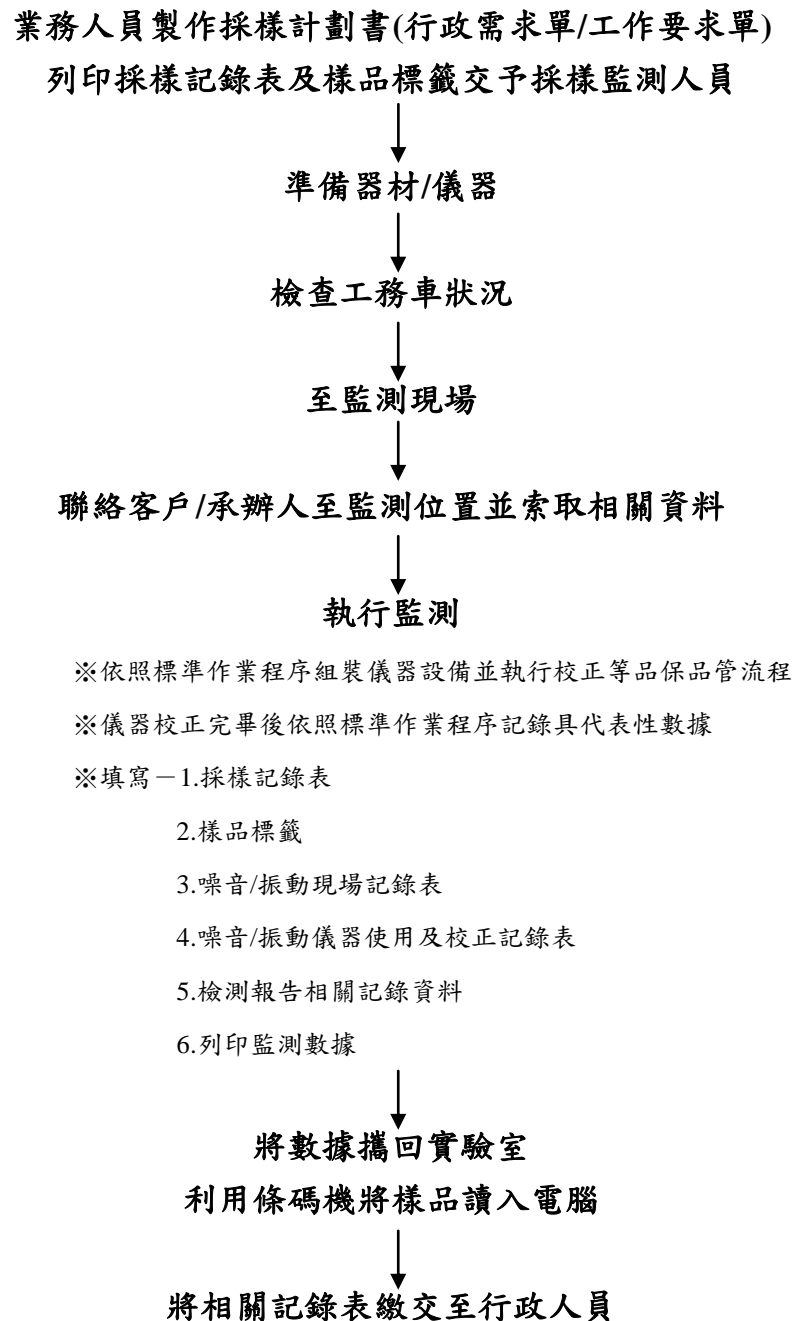 業務人員製作採樣計劃書(行政需求單/工作要求單)
列印採樣記錄表及樣品標籤交予採樣監測人員
準備器材/儀器
檢查工務車狀況
至監測現場
聯絡客戶/承辦人至監測位置並索取相關資料
執行監測
※依照標準作業程序組裝儀器設備並執行校正等品保品管流程
※儀器校正完畢後依照標準作業程序記錄具代表性數據
※填寫－1.採樣記錄表
2.樣品標籤
3.噪音/振動現場記錄表
4.噪音/振動儀器使用及校正記錄表
5.檢測報告相關記錄資料
6.列印監測數據
將數據攜回實驗室
利用條碼機將樣品讀入電腦
將相關記錄表繳交至行政人員